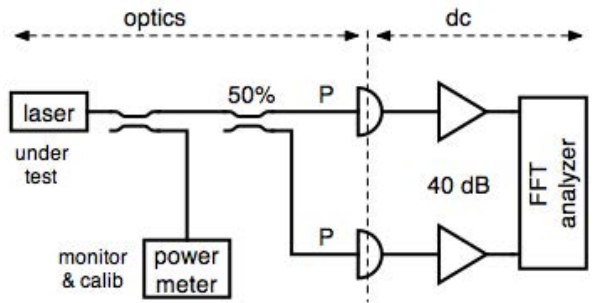 optics
dc
laser
under
test
50%
P
P
40 dB
monitor
& calib
power
meter
FFT
analyzer